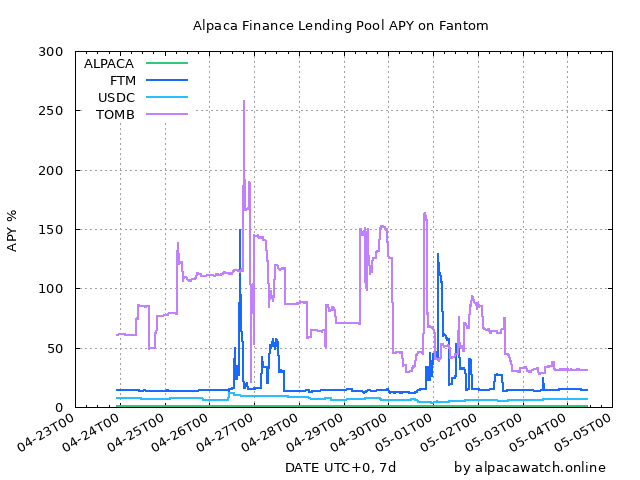 Alpaca Finance Lending Pool APY on Fantom
APY %
300
250
200
150
100
50
0
ALPACA
FTM
USDC
TOMB
04-23T00
04-24T00
04-25T00
04-26T00
04-27T00
04-28T00
04-29T00
04-30T00
05-01T00
05-02T00
05-03T00
05-04T00
05-05T00
DATE UTC+0, 7d
by alpacawatch.online